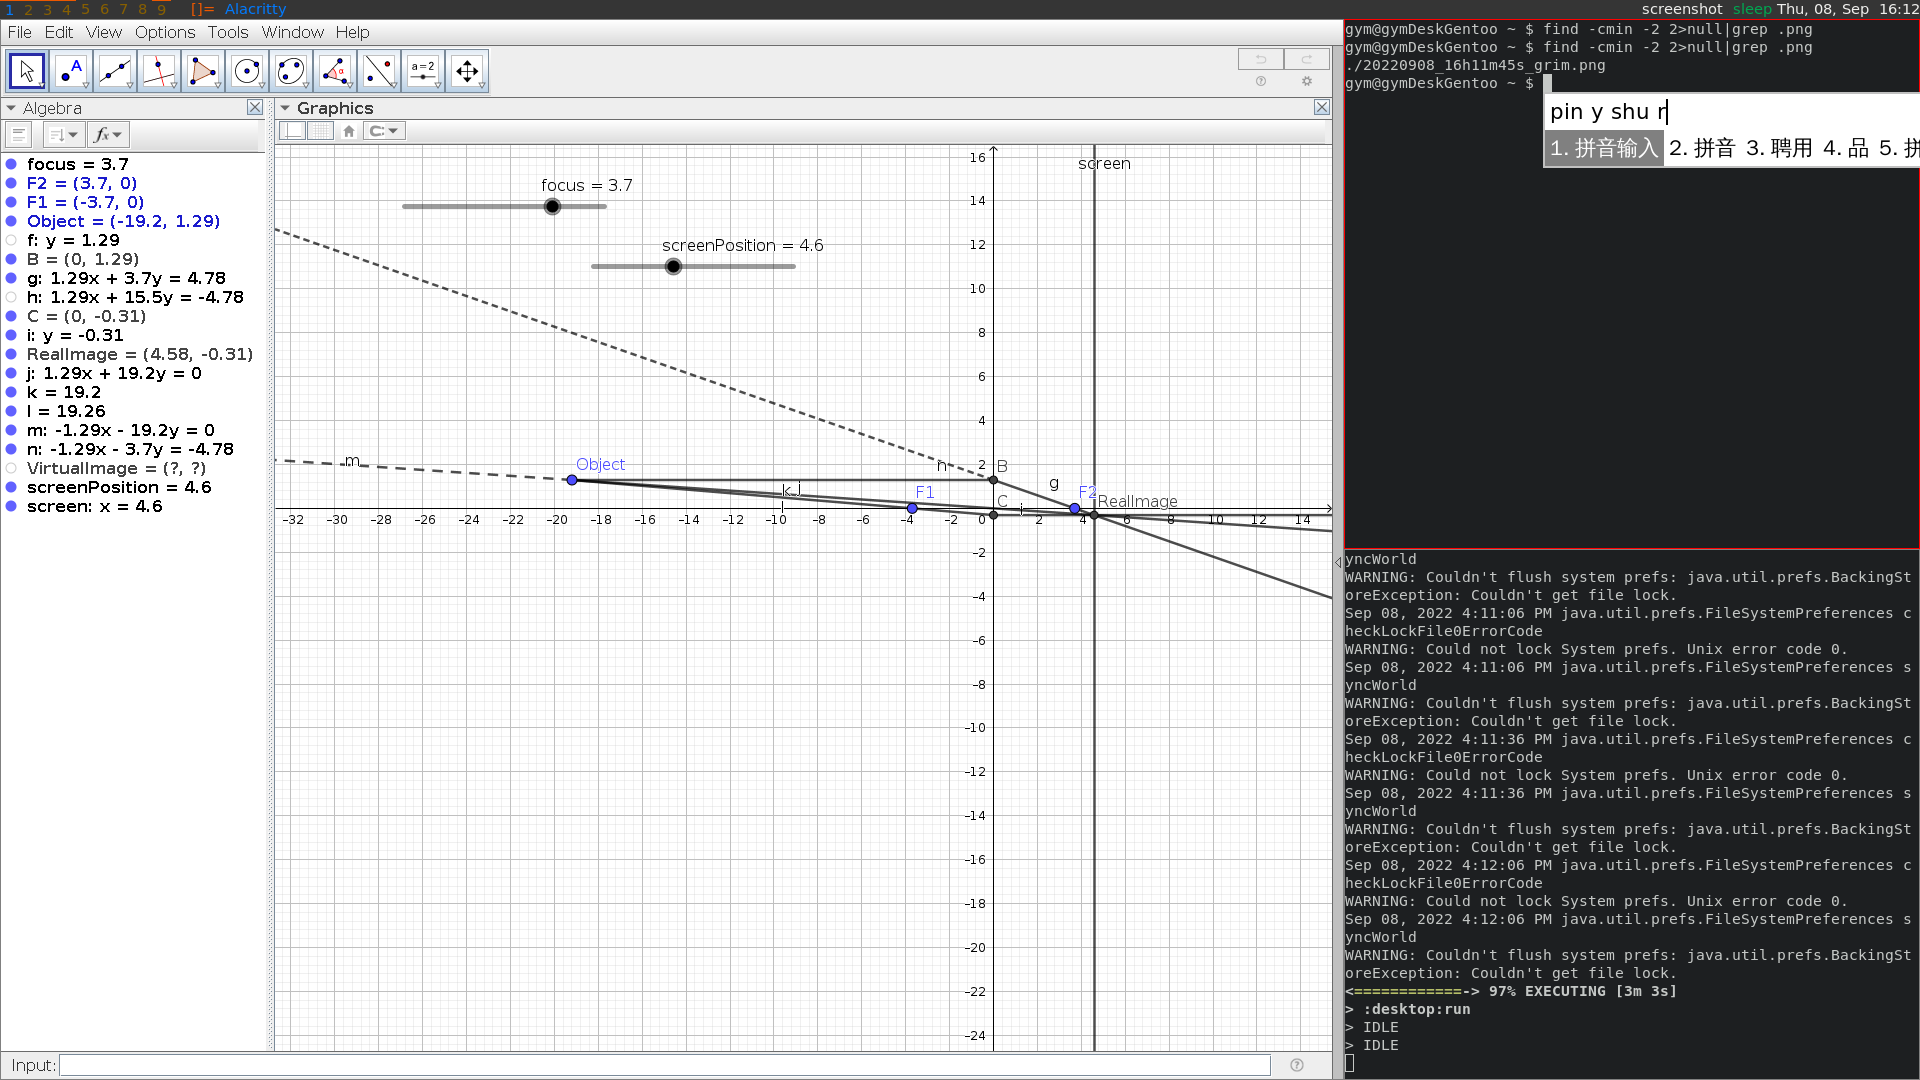 1 2 3 4 5 6 7 8 9 []= Alacritty
screenshot sleep Thu, 08, Sep 16:12
File Edit View Options Tools Window Help
A
α
a=2
Algebra
Graphics
f(x)
focus = 3.7
F2 = (3.7, 0)
F1 = (-3.7, 0)
Object = (-19.2, 1.29)
f: y = 1.29
B = (0, 1.29)
g: 1.29x + 3.7y = 4.78
h: 1.29x + 15.5y = -4.78
C = (0, -0.31)
i: y = -0.31
RealImage = (4.58, -0.31)
j: 1.29x + 19.2y = 0
k = 19.2
l = 19.26
m: -1.29x - 19.2y = 0
n: -1.29x - 3.7y = -4.78
VirtualImage = (?, ?)
screenPosition = 4.6
screen: x = 4.6
focus = 3.7
screenPosition = 4.6
screen
16
14
12
10
8
6
4
2
m
Object
n
B
g
k j
l
F1
F2
C
i
RealImage
-32 -30 -28 -26 -24 -22 -20 -18 -16 -14 -12 -10 -8 -6 -4 -2 0 2 4 6 8 10 12 14
-2
-4
-6
-8
-10
-12
-14
-16
-18
-20
-22
-24
Input:
gym@gymDeskGentoo ~ $ find -cmin -2 2>null|grep .png
gym@gymDeskGentoo ~ $ find -cmin -2 2>null|grep .png
./20220908_16h11m45s_grim.png
gym@gymDeskGentoo ~ $
pin y shu r
1. 拼音输入 2. 拼音 3. 聘用 4. 品 5. 拼
yncWorld
WARNING: Couldn't flush system prefs: java.util.prefs.BackingSt
oreException: Couldn't get file lock.
Sep 08, 2022 4:11:06 PM java.util.prefs.FileSystemPreferences c
heckLockFile0ErrorCode
WARNING: Could not lock System prefs. Unix error code 0.
Sep 08, 2022 4:11:06 PM java.util.prefs.FileSystemPreferences s
yncWorld
WARNING: Couldn't flush system prefs: java.util.prefs.BackingSt
oreException: Couldn't get file lock.
Sep 08, 2022 4:11:36 PM java.util.prefs.FileSystemPreferences c
heckLockFile0ErrorCode
WARNING: Could not lock System prefs. Unix error code 0.
Sep 08, 2022 4:11:36 PM java.util.prefs.FileSystemPreferences s
yncWorld
WARNING: Couldn't flush system prefs: java.util.prefs.BackingSt
oreException: Couldn't get file lock.
Sep 08, 2022 4:12:06 PM java.util.prefs.FileSystemPreferences c
heckLockFile0ErrorCode
WARNING: Could not lock System prefs. Unix error code 0.
Sep 08, 2022 4:12:06 PM java.util.prefs.FileSystemPreferences s
yncWorld
WARNING: Couldn't flush system prefs: java.util.prefs.BackingSt
oreException: Couldn't get file lock.
<============-> 97% EXECUTING [3m 3s]
> :desktop:run
> IDLE
> IDLE